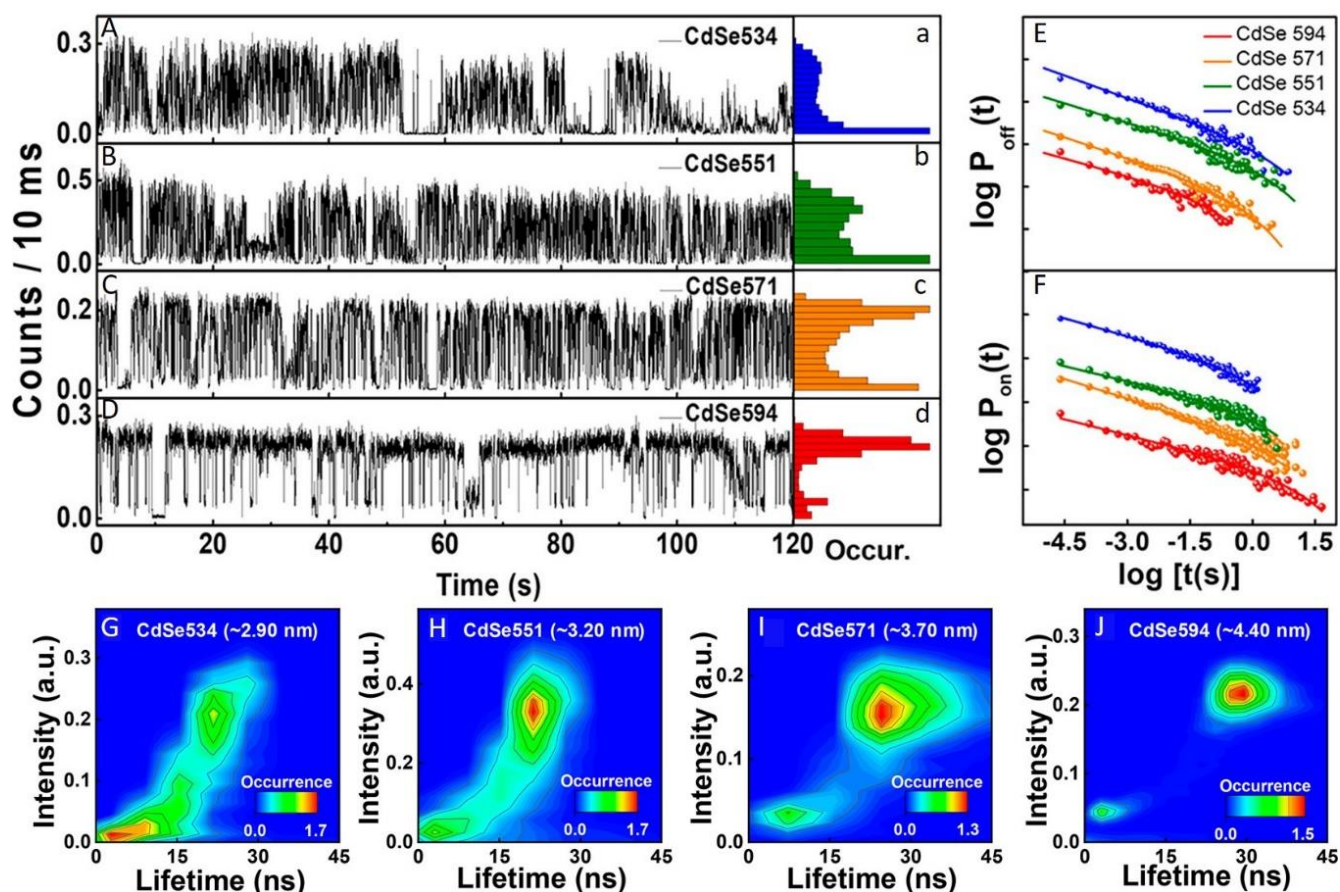 A
0.3
0.0
CdSe534
a
B
0.5
0.0
CdSe551
b
C
0.2
0.0
CdSe571
c
D
0.3
0.0
CdSe594
d
Counts / 10 ms
0 20 40 60 80 100 120
Occur.
Time (s)
E
CdSe 594
CdSe 571
CdSe 551
CdSe 534
log P off (t)
F
log P on (t)
-4.5 -3.0 -1.5 0.0 1.5
log [t(s)]
G CdSe534 (~2.90 nm)
Intensity (a.u.)
0.3
0.2
0.1
0.0
Occurrence
0.0 1.7
0 15 30 45
Lifetime (ns)
H CdSe551 (~3.20 nm)
Intensity (a.u.)
0.4
0.2
0.0
Occurrence
0.0 1.7
0 15 30 45
Lifetime (ns)
I CdSe571 (~3.70 nm)
Intensity (a.u.)
0.2
0.1
0.0
Occurrence
0.0 1.3
0 15 30 45
Lifetime (ns)
J CdSe594 (~4.40 nm)
Intensity (a.u.)
0.3
0.2
0.1
0.0
Occurrence
0.0 1.5
0 15 30 45
Lifetime (ns)